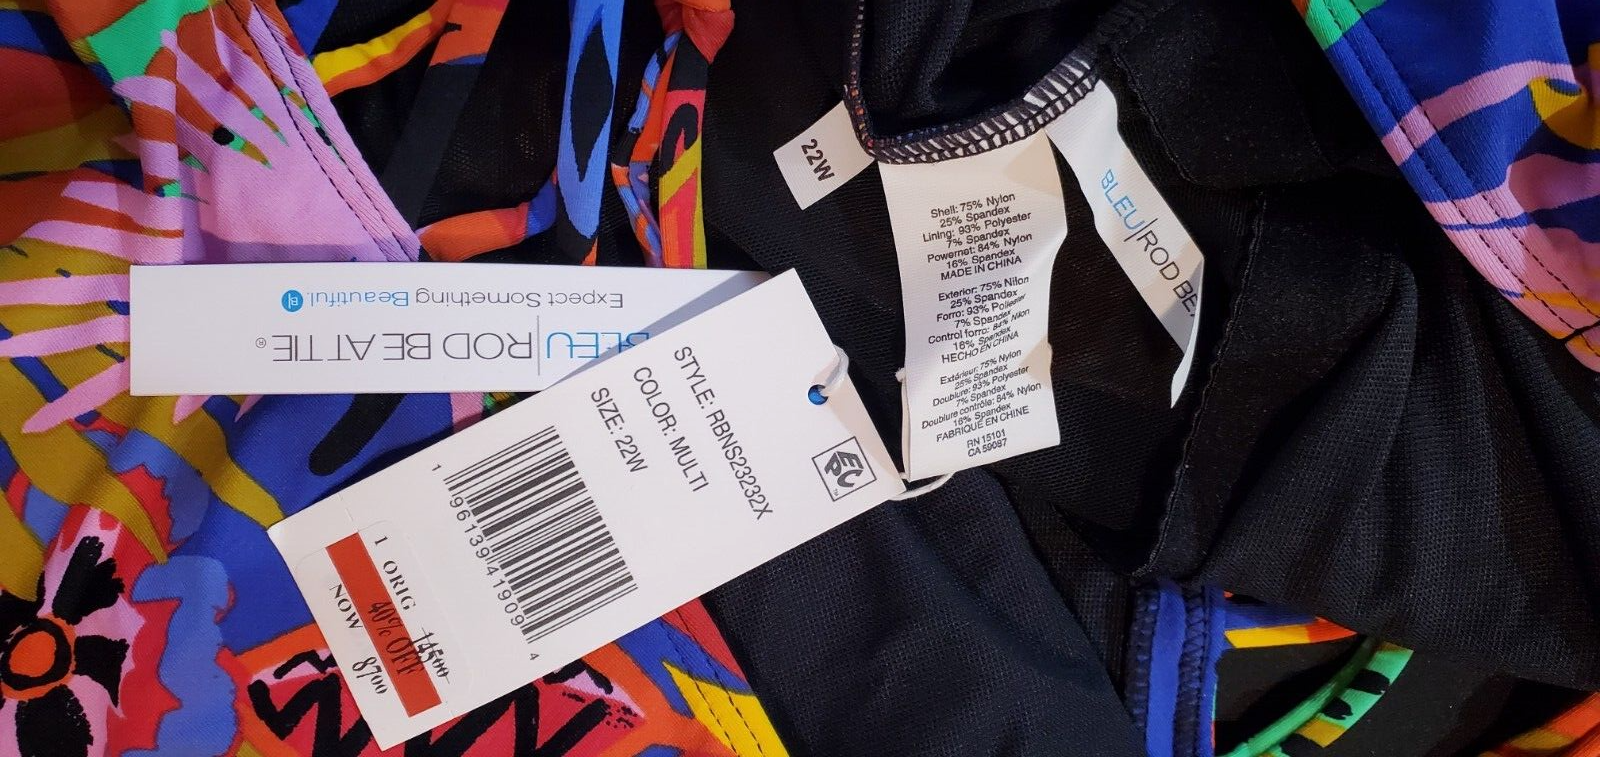 22W
Shell: 75% Nylon
25% Spandex
Lining: 93% Polyester
7% Spandex
Powernet: 84% Nylon
16% Spandex
MADE IN CHINA
Exterior: 75% Nilon
25% Spandex
Forro: 93% Poliester
7% Spandex
Control forro: 84% Nilon
16% Spandex
HECHO EN CHINA
Extérieur: 75% Nylon
25% Spandex
Doublure: 93% Polyester
7% Spandex
Doublure contrôle: 84% Nylon
16% Spandex
FABRIQUÉ EN CHINE
RN 15101
CA 59087
BLEU|ROD BE
BLEU|ROD BEATTIE®
Expect Something Beautiful. B|
STYLE: RBNS23232X
COLOR: MULTI
SIZE: 22W
EPC™
1 96139 41909 4
1 ORIG 14500
40% OFF
NOW 8700